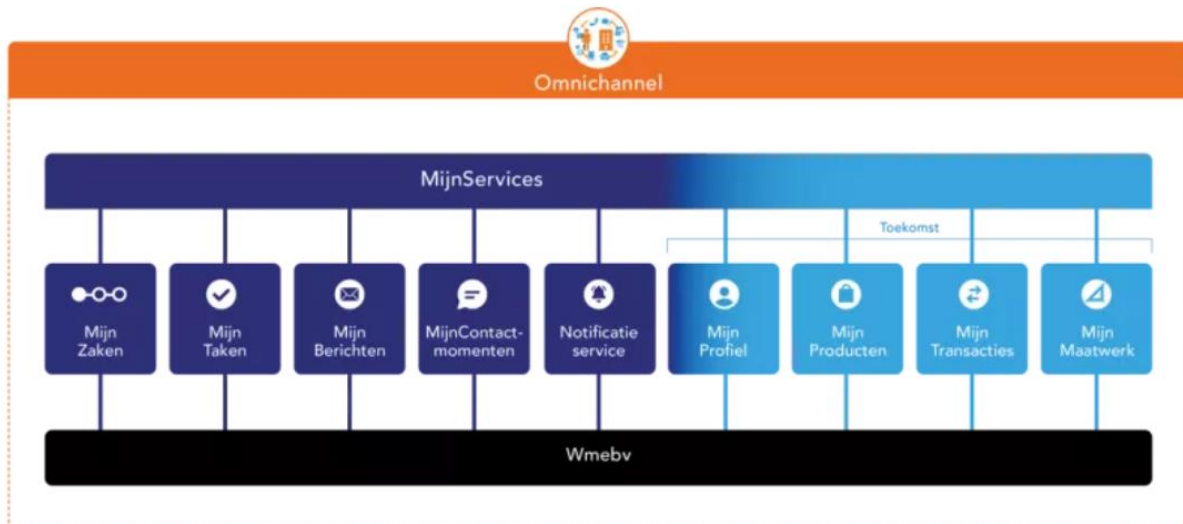 Omnichannel
MijnServices
Toekomst
Mijn
Zaken
Mijn
Taken
Mijn
Berichten
MijnContact-
momenten
Notificatie
service
Mijn
Profiel
Mijn
Producten
Mijn
Transacties
Mijn
Maatwerk
Wmebv